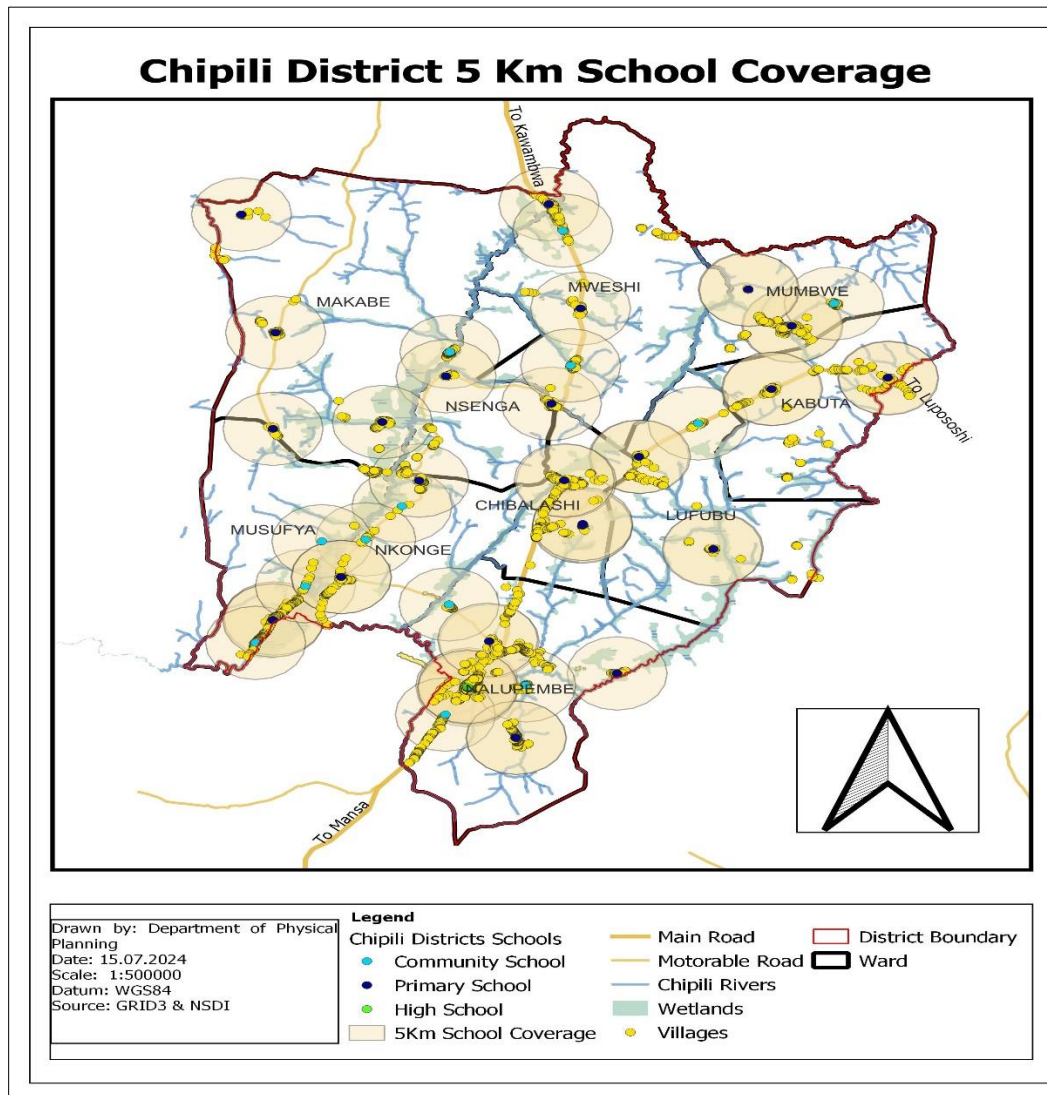 Chipili District 5 Km School Coverage
To Kawambwa
MAKABE
MWESHI
MUMBWE
NSENGA
KABUTA
To Lupososhi
CHIBALASHI
LUFUBU
MUSUFYA
NKONGE
NALUPEMBE
To Mansa
Drawn by: Department of Physical
Planning
Date: 15.07.2024
Scale: 1:500000
Datum: WGS84
Source: GRID3 & NSDI
Legend
Chipili Districts Schools
Community School
Primary School
High School
5Km School Coverage
Main Road
Motorable Road
Chipili Rivers
Wetlands
Villages
District Boundary
Ward